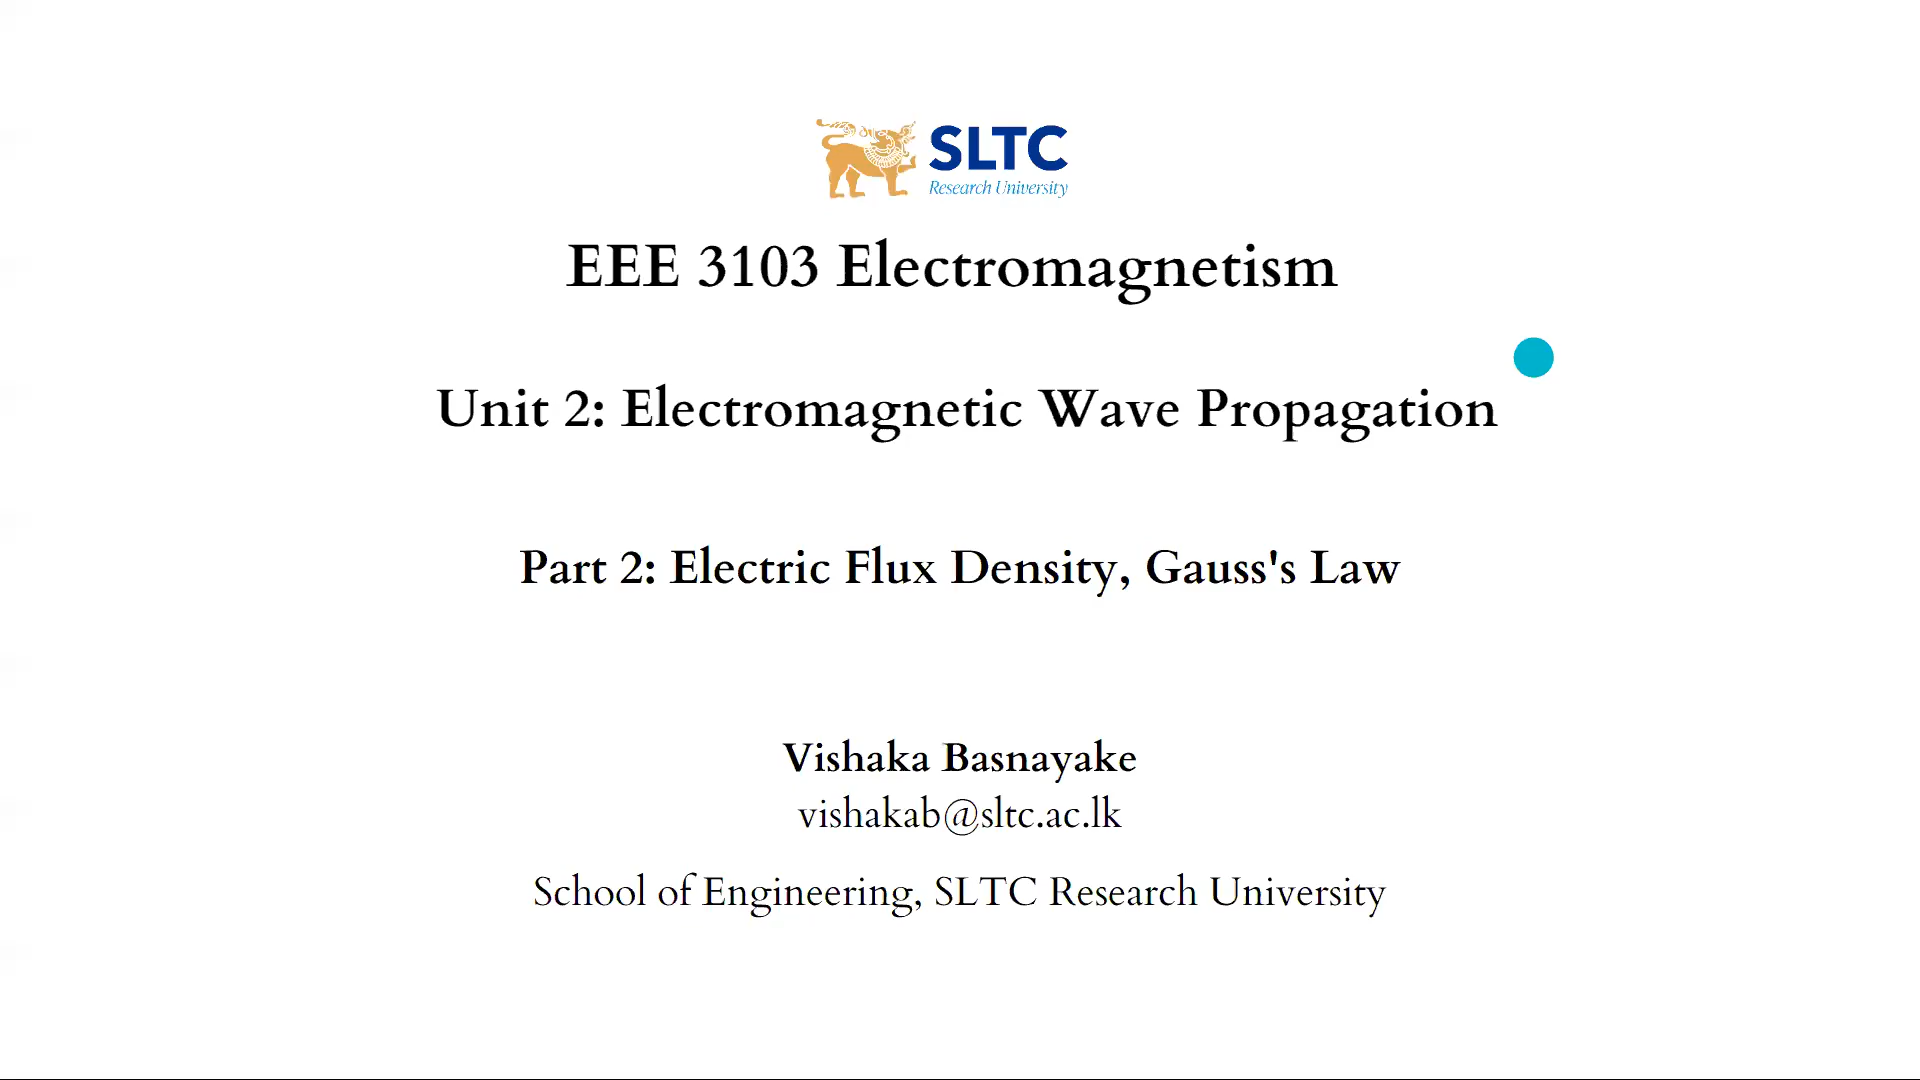 SLTC
Research University
EEE 3103 Electromagnetism
Unit 2: Electromagnetic Wave Propagation
Part 2: Electric Flux Density, Gauss's Law
Vishaka Basnayake
vishakab@sltc.ac.lk
School of Engineering, SLTC Research University